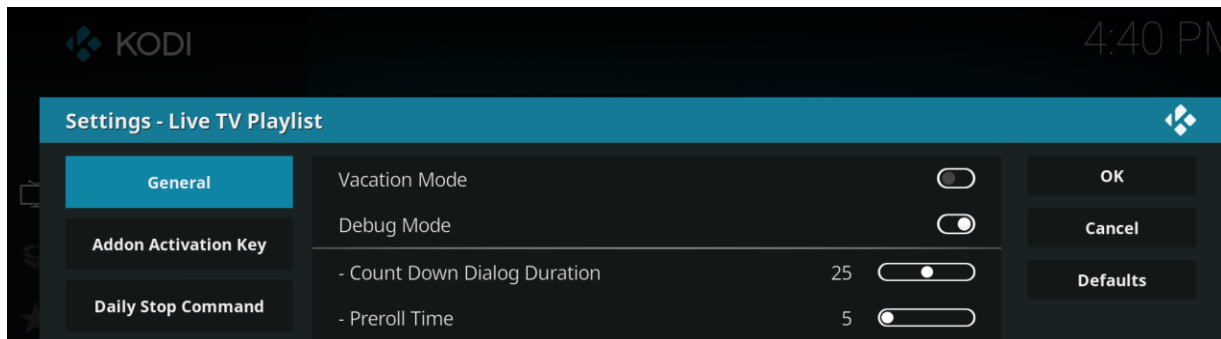 KODI
4:40 PM
Settings - Live TV Playlist
General
Addon Activation Key
Daily Stop Command
Vacation Mode
Debug Mode
- Count Down Dialog Duration 25
- Preroll Time 5
OK
Cancel
Defaults